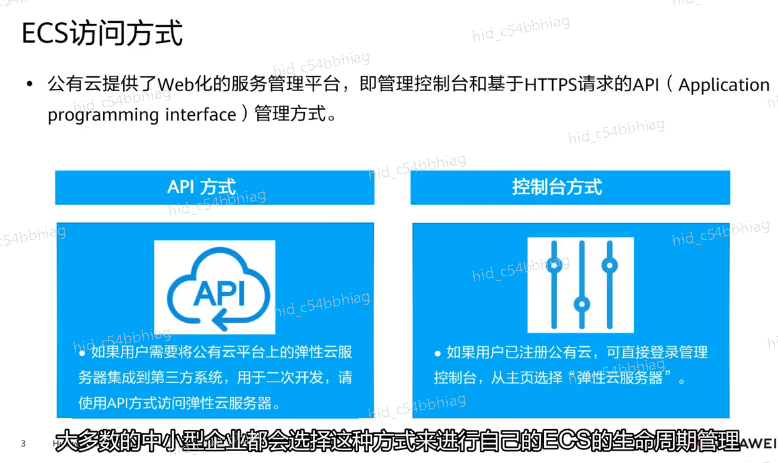 ECS访问方式
• 公有云提供了Web化的服务管理平台，即管理控制台和基于HTTPS请求的API（Application
programming interface）管理方式。
API 方式
控制台方式
API
• 如果用户需要将公有云平台上的弹性云服
务器集成到第三方系统，用于二次开发，请
使用API方式访问弹性云服务器。
• 如果用户已注册公有云，可直接登录管理
控制台，从主页选择“弹性云服务器”。
3
大多数的中小型企业都会选择这种方式来进行自己的ECS的生命周期管理
hid_c54bbhiag